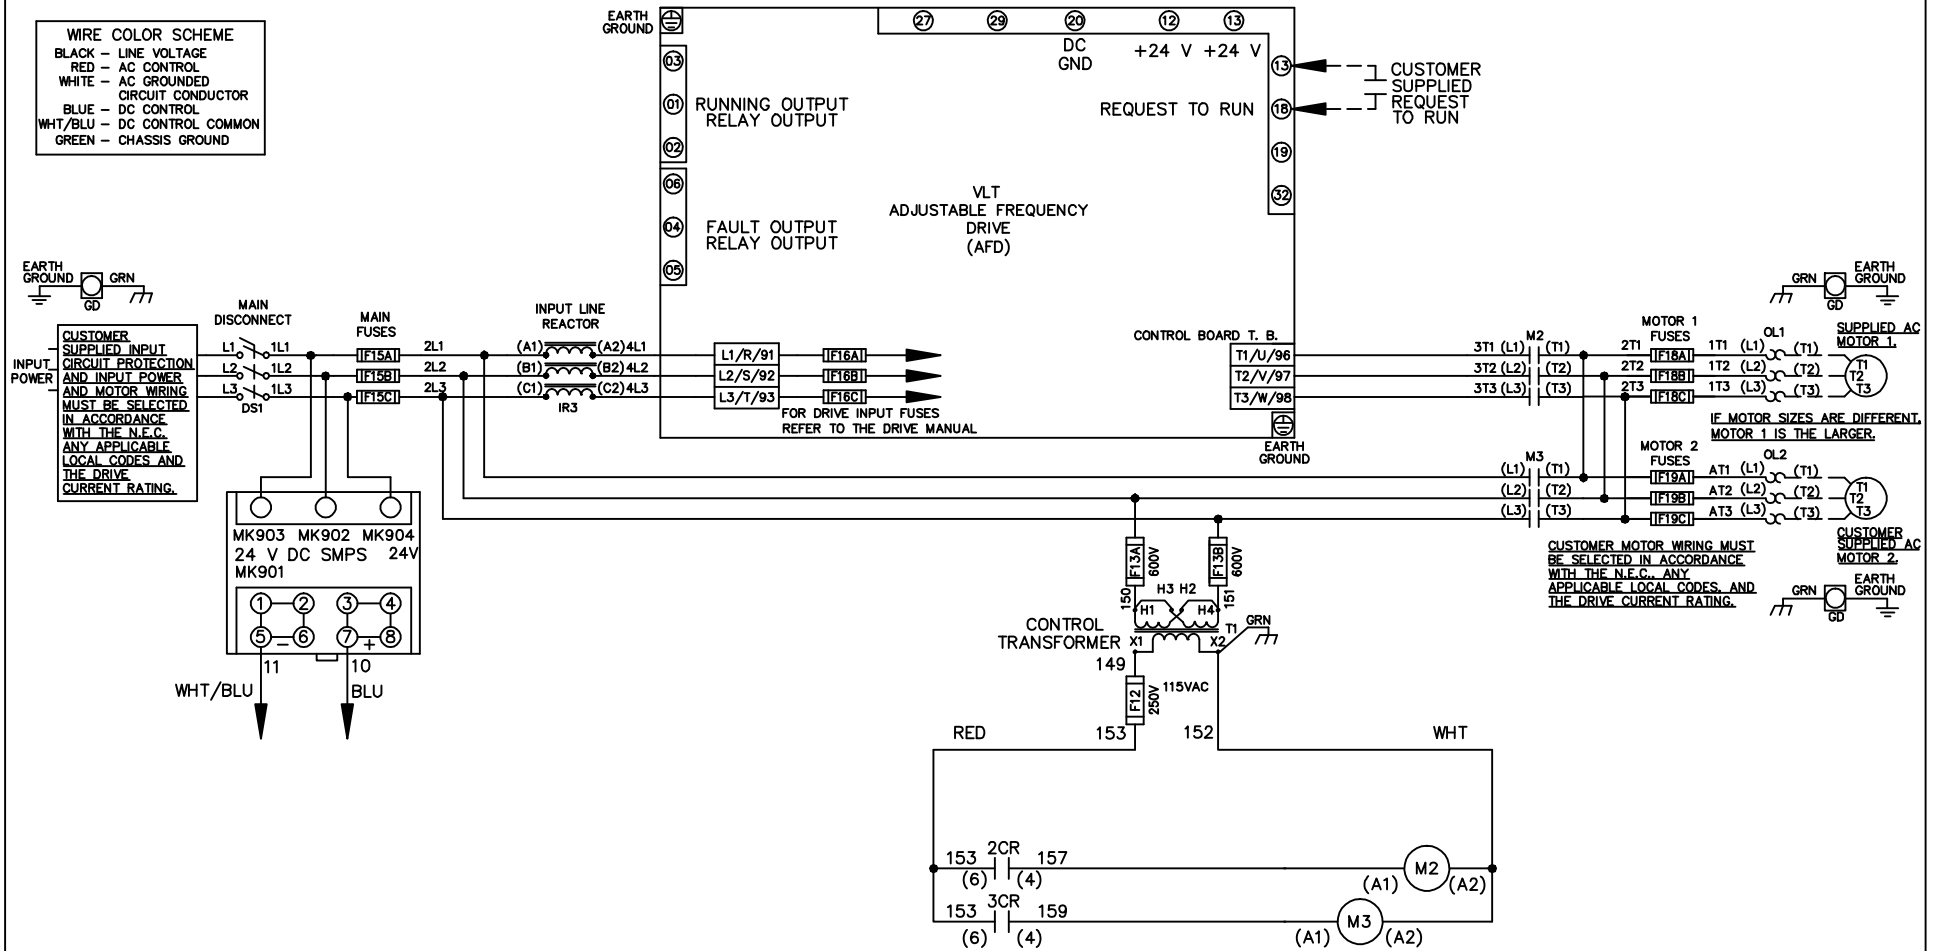 WIRE COLOR SCHEME
BLACK – LINE VOLTAGE
RED – AC CONTROL
WHITE – AC GROUNDED
CIRCUIT CONDUCTOR
BLUE – DC CONTROL
WHT/BLU – DC CONTROL COMMON
GREEN – CHASSIS GROUND
EARTH
GROUND
27 29 20 12 13
DC
GND
+24 V +24 V
03
01
02
RUNNING OUTPUT
RELAY OUTPUT
06
04
05
FAULT OUTPUT
RELAY OUTPUT
VLT
ADJUSTABLE FREQUENCY
DRIVE
(AFD)
REQUEST TO RUN
13
18
19
32
CUSTOMER
SUPPLIED
REQUEST
TO RUN
EARTH
GROUND
GRN
GD
INPUT
POWER
CUSTOMER
SUPPLIED INPUT
CIRCUIT PROTECTION
AND INPUT POWER
AND MOTOR WIRING
MUST BE SELECTED
IN ACCORDANCE
WITH THE N.E.C.
ANY APPLICABLE
LOCAL CODES AND
THE DRIVE
CURRENT RATING.
MAIN
DISCONNECT
L1 1L1
L2 1L2
L3 1L3
DS1
MAIN
FUSES
F15A
F15B
F15C
2L1
2L2
2L3
INPUT LINE
REACTOR
(A1) (A2) 4L1
(B1) (B2) 4L2
(C1) (C2) 4L3
IR3
L1/R/91
L2/S/92
L3/T/93
F16A
F16B
F16C
FOR DRIVE INPUT FUSES
REFER TO THE DRIVE MANUAL
CONTROL BOARD T. B.
T1/U/96
T2/V/97
T3/W/98
EARTH
GROUND
M2
3T1 (L1) (T1)
3T2 (L2) (T2)
3T3 (L3) (T3)
2T1
2T2
2T3
MOTOR 1
FUSES
F18A
F18B
F18C
1T1 (L1)
1T2 (L2)
1T3 (L3)
OL1
(T1)
(T2)
(T3)
T1
T2
T3
GRN
GD
EARTH
GROUND
SUPPLIED AC
MOTOR 1.
IF MOTOR SIZES ARE DIFFERENT,
MOTOR 1 IS THE LARGER.
M3
(L1) (T1)
(L2) (T2)
(L3) (T3)
MOTOR 2
FUSES
F19A
F19B
F19C
AT1 (L1)
AT2 (L2)
AT3 (L3)
OL2
(T1)
(T2)
(T3)
T1
T2
T3
CUSTOMER
SUPPLIED AC
MOTOR 2.
CUSTOMER MOTOR WIRING MUST
BE SELECTED IN ACCORDANCE
WITH THE N.E.C., ANY
APPLICABLE LOCAL CODES, AND
THE DRIVE CURRENT RATING.
GRN
GD
EARTH
GROUND
MK903 MK902 MK904
24 V DC SMPS 24V
MK901
1 2 3 4
5 – 6 7 + 8
11
10
WHT/BLU
BLU
F13A
600V
F13B
600V
150
151
H3 H2
H1 H4
CONTROL
TRANSFORMER
X1 X2
T1
GRN
149
F12
250V
115VAC
153
152
RED
WHT
153 2CR 157
(6) (4)
M2
(A1) (A2)
153 3CR 159
(6) (4)
M3
(A1) (A2)